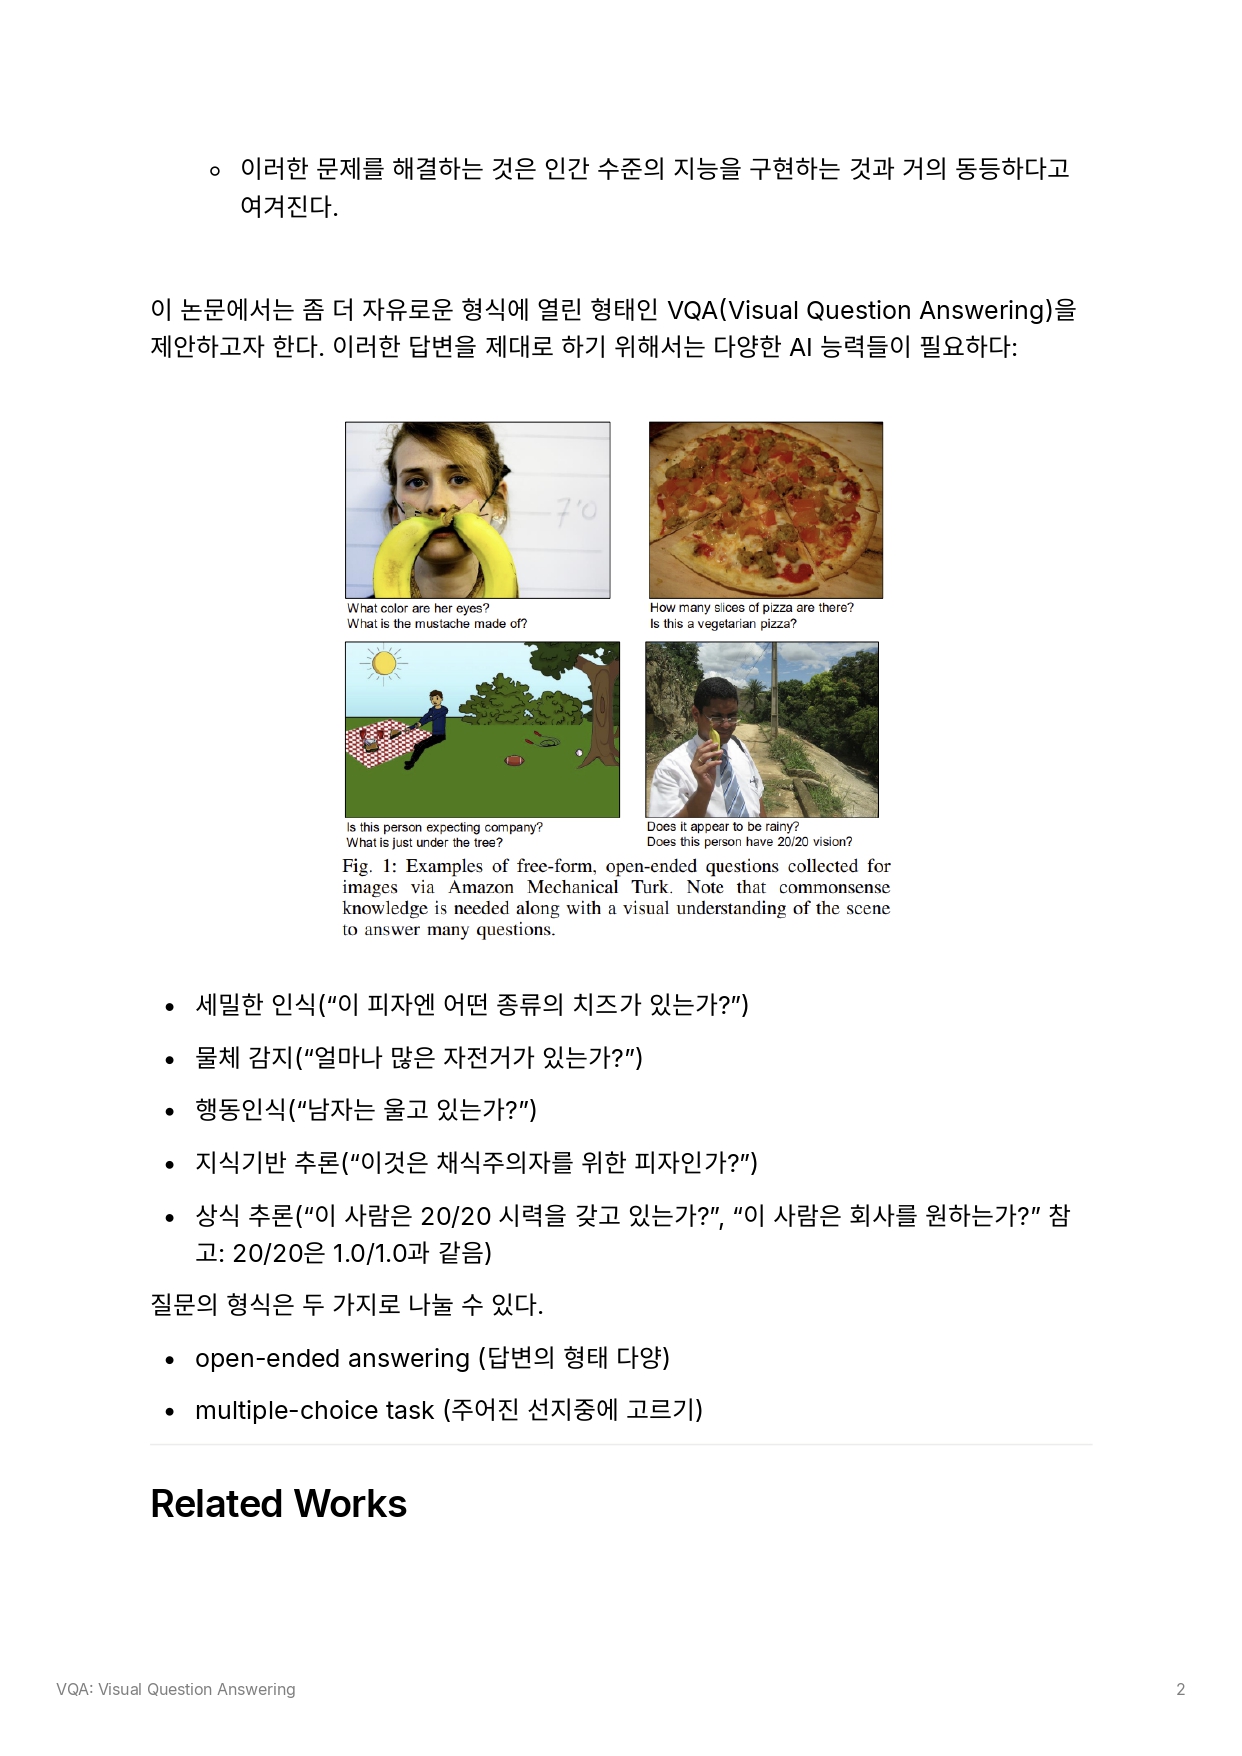 이러한 문제를 해결하는 것은 인간 수준의 지능을 구현하는 것과 거의 동등하다고
여겨진다.
이 논문에서는 좀 더 자유로운 형식에 열린 형태인 VQA(Visual Question Answering)을
제안하고자 한다. 이러한 답변을 제대로 하기 위해서는 다양한 AI 능력들이 필요하다:
7'0
What color are her eyes?
What is the mustache made of?
How many slices of pizza are there?
Is this a vegetarian pizza?
Is this person expecting company?
What is just under the tree?
Does it appear to be rainy?
Does this person have 20/20 vision?
Fig. 1: Examples of free-form, open-ended questions collected for
images via Amazon Mechanical Turk. Note that commonsense
knowledge is needed along with a visual understanding of the scene
to answer many questions.
• 세밀한 인식(“이 피자엔 어떤 종류의 치즈가 있는가?”)
• 물체 감지(“얼마나 많은 자전거가 있는가?”)
• 행동인식(“남자는 울고 있는가?”)
• 지식기반 추론(“이것은 채식주의자를 위한 피자인가?”)
• 상식 추론(“이 사람은 20/20 시력을 갖고 있는가?”, “이 사람은 회사를 원하는가?” 참
고: 20/20은 1.0/1.0과 같음)
질문의 형식은 두 가지로 나눌 수 있다.
• open-ended answering (답변의 형태 다양)
• multiple-choice task (주어진 선지중에 고르기)
Related Works
VQA: Visual Question Answering
2